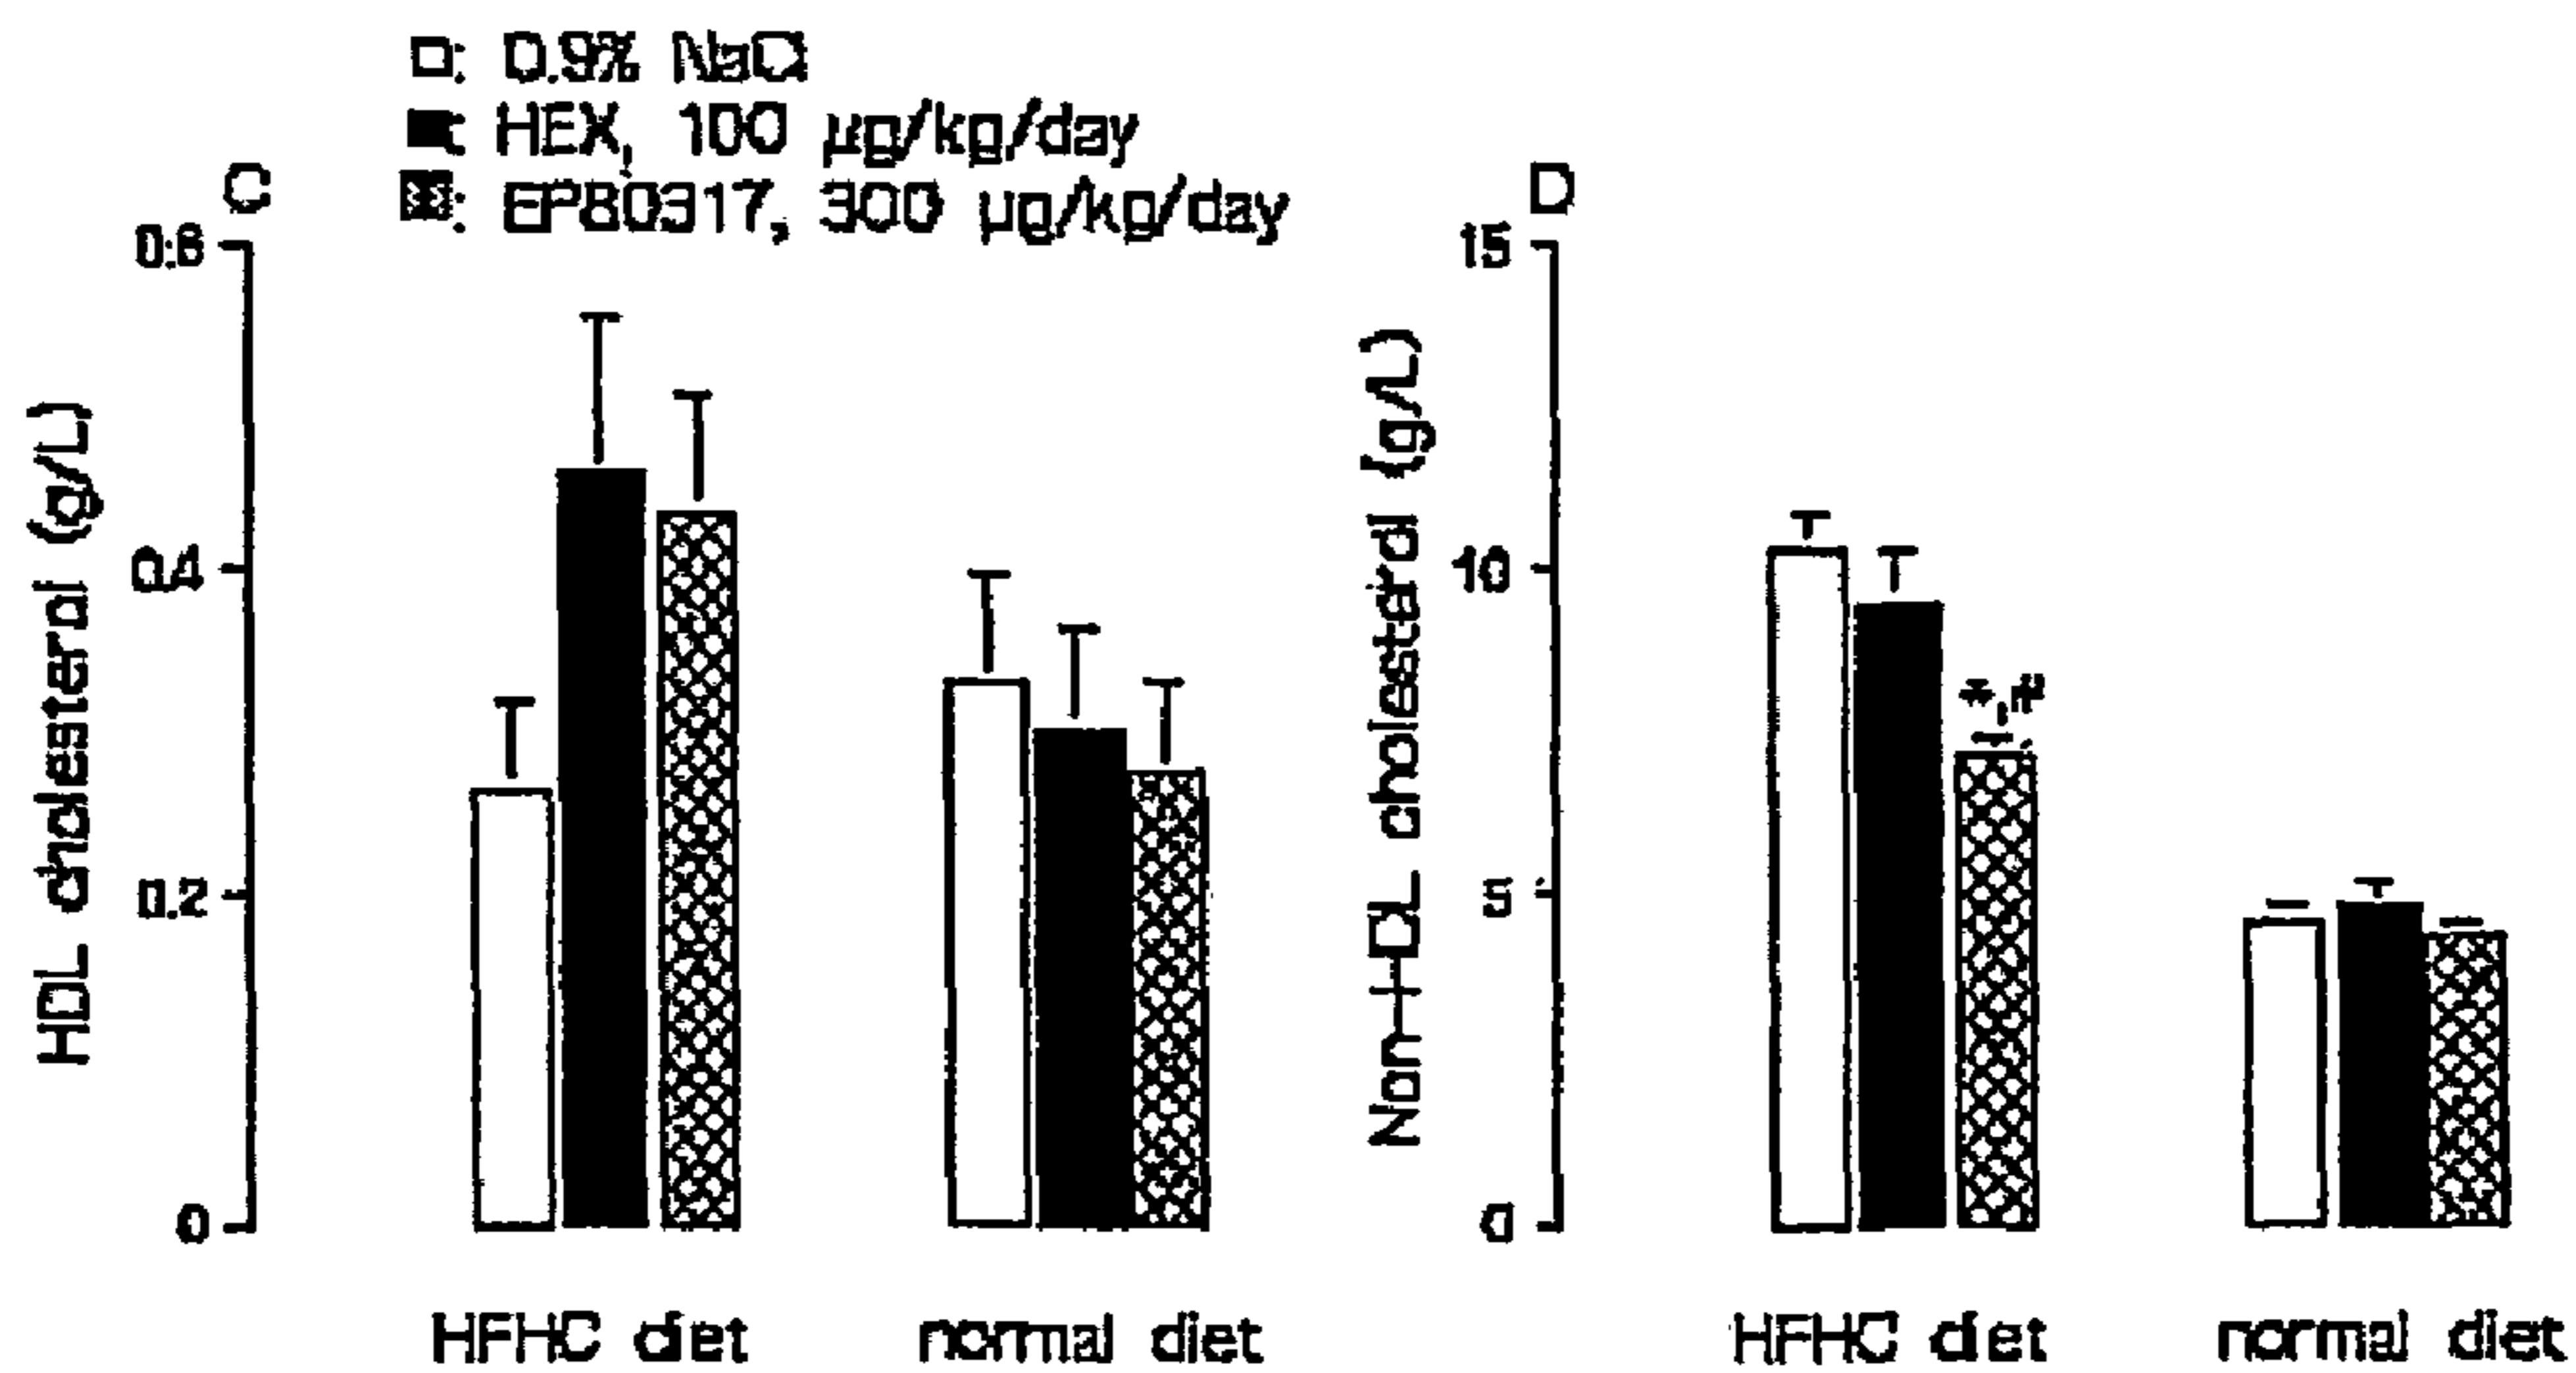 □: 0.9% NaCl
■: HEX, 100 µg/kg/day
▩: EP80317, 300 µg/kg/day
C
0.6
0.4
0.2
0
HDL cholesterol (g/L)
HFHC diet
normal diet
D
15
10
5
0
Non-HDL cholesterol (g/L)
*,#
HFHC diet
normal diet